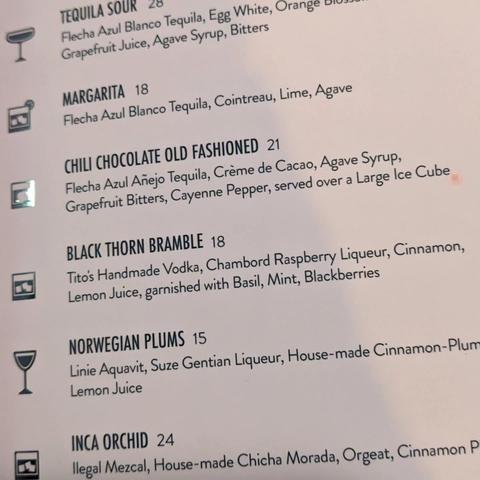 TEQUILA SOUR 28
Flecha Azul Blanco Tequila, Egg White, Orange Blossom
Grapefruit Juice, Agave Syrup, Bitters
MARGARITA 18
Flecha Azul Blanco Tequila, Cointreau, Lime, Agave
CHILI CHOCOLATE OLD FASHIONED 21
Flecha Azul Añejo Tequila, Crème de Cacao, Agave Syrup,
Grapefruit Bitters, Cayenne Pepper, served over a Large Ice Cube
BLACK THORN BRAMBLE 18
Tito's Handmade Vodka, Chambord Raspberry Liqueur, Cinnamon,
Lemon Juice, garnished with Basil, Mint, Blackberries
NORWEGIAN PLUMS 15
Linie Aquavit, Suze Gentian Liqueur, House-made Cinnamon-Plum
Lemon Juice
INCA ORCHID 24
Ilegal Mezcal, House-made Chicha Morada, Orgeat, Cinnamon P